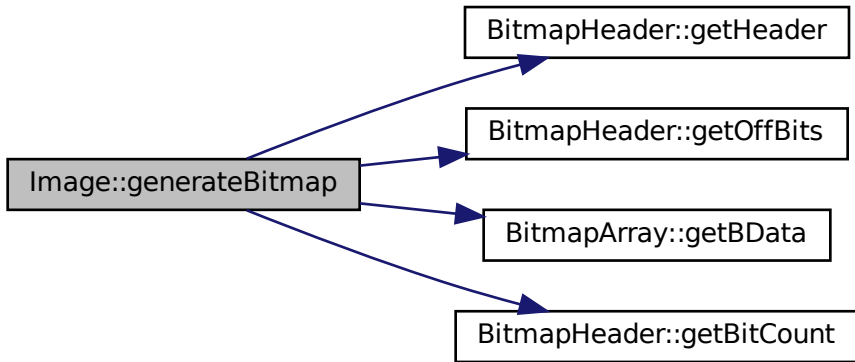 BitmapHeader::getHeader
BitmapHeader::getOffBits
Image::generateBitmap
BitmapArray::getBData
BitmapHeader::getBitCount